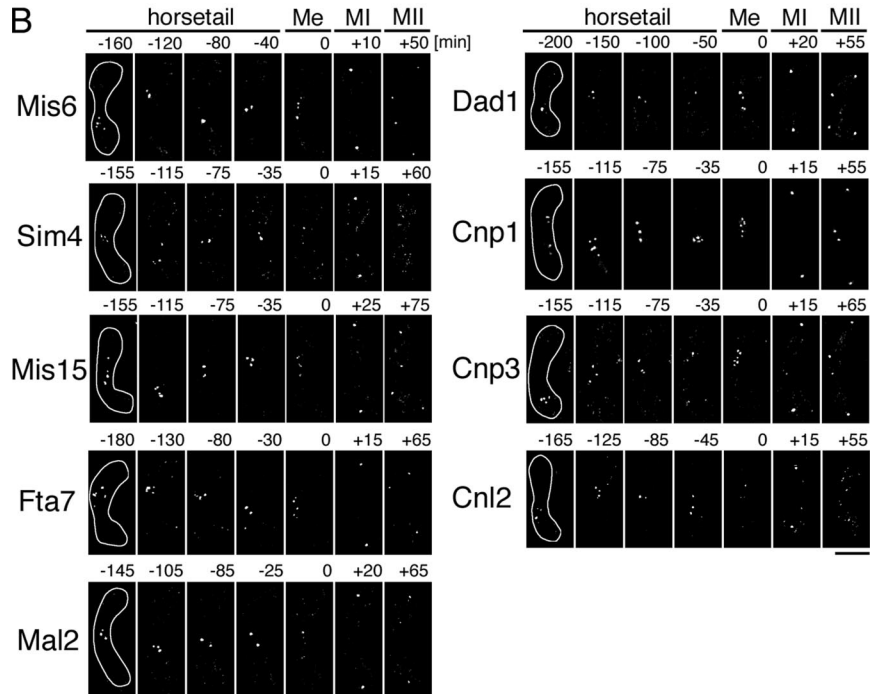 B
horsetail Me MI MII
-160 -120 -80 -40 0 +10 +50 [min]
Mis6
-155 -115 -75 -35 0 +15 +60
Sim4
-155 -115 -75 -35 0 +25 +75
Mis15
-180 -130 -80 -30 0 +15 +65
Fta7
-145 -105 -85 -25 0 +20 +65
Mal2
horsetail Me MI MII
-200 -150 -100 -50 0 +20 +55
Dad1
-155 -115 -75 -35 0 +15 +55
Cnp1
-155 -115 -75 -35 0 +15 +65
Cnp3
-165 -125 -85 -45 0 +15 +55
Cnl2